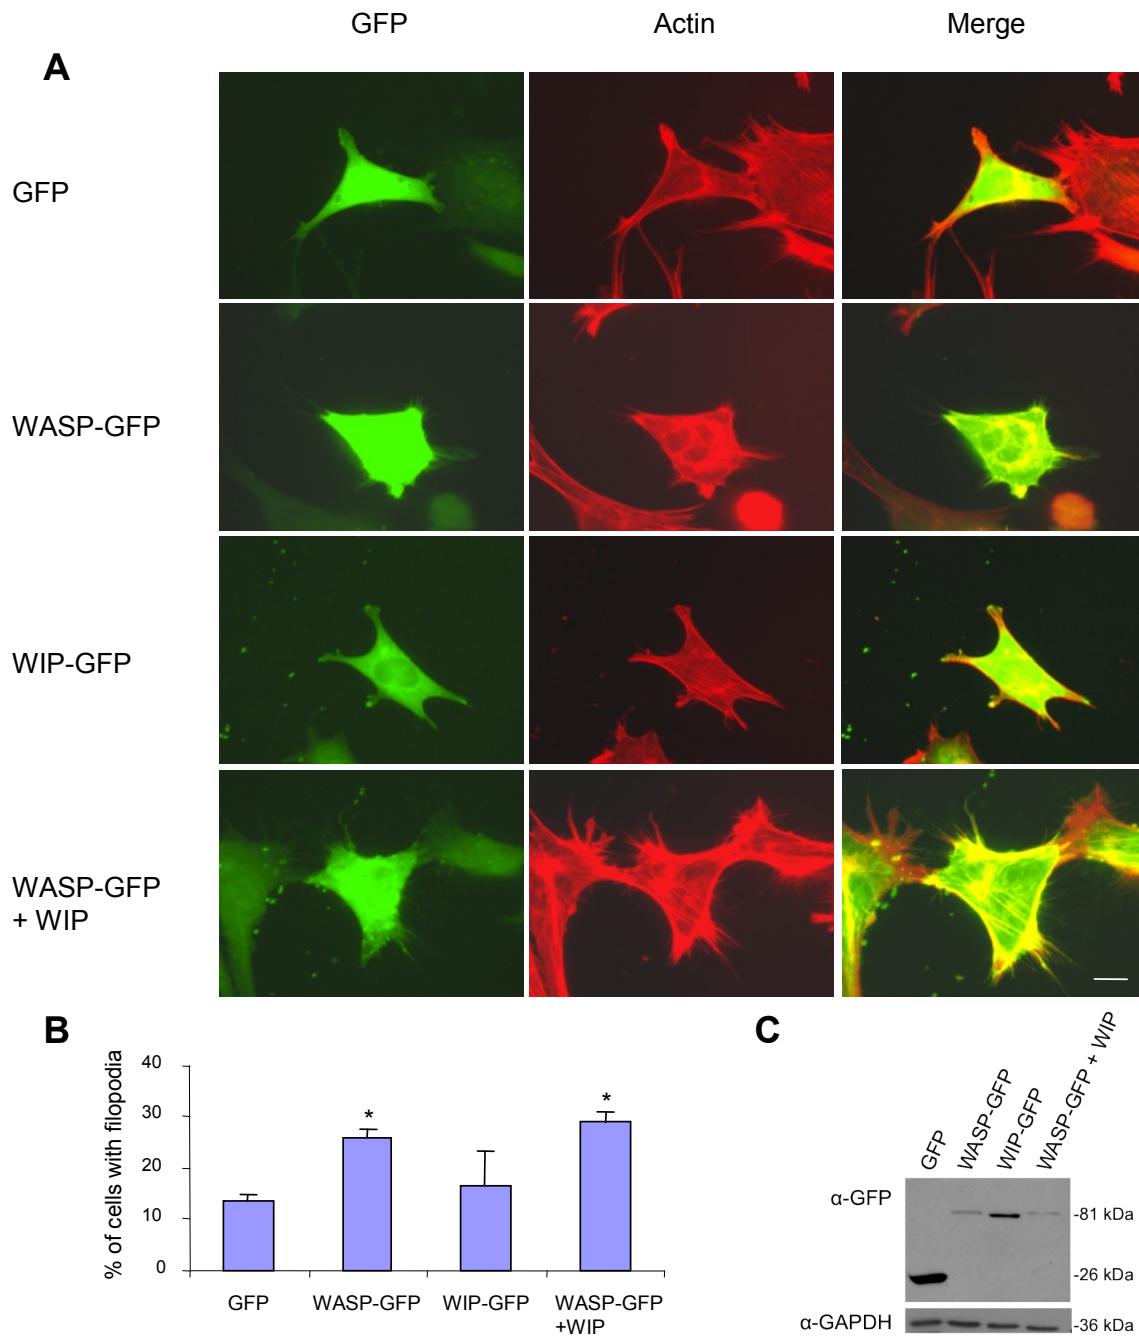 GFP Actin Merge
A
GFP
WASP-GFP
WIP-GFP
WASP-GFP
+ WIP
B
% of cells with filopodia
40
30
20
10
0
*
*
GFP WASP-GFP WIP-GFP WASP-GFP
+WIP
C
GFP
WASP-GFP
WIP-GFP
WASP-GFP + WIP
α-GFP
-81 kDa
-26 kDa
α-GAPDH
-36 kDa